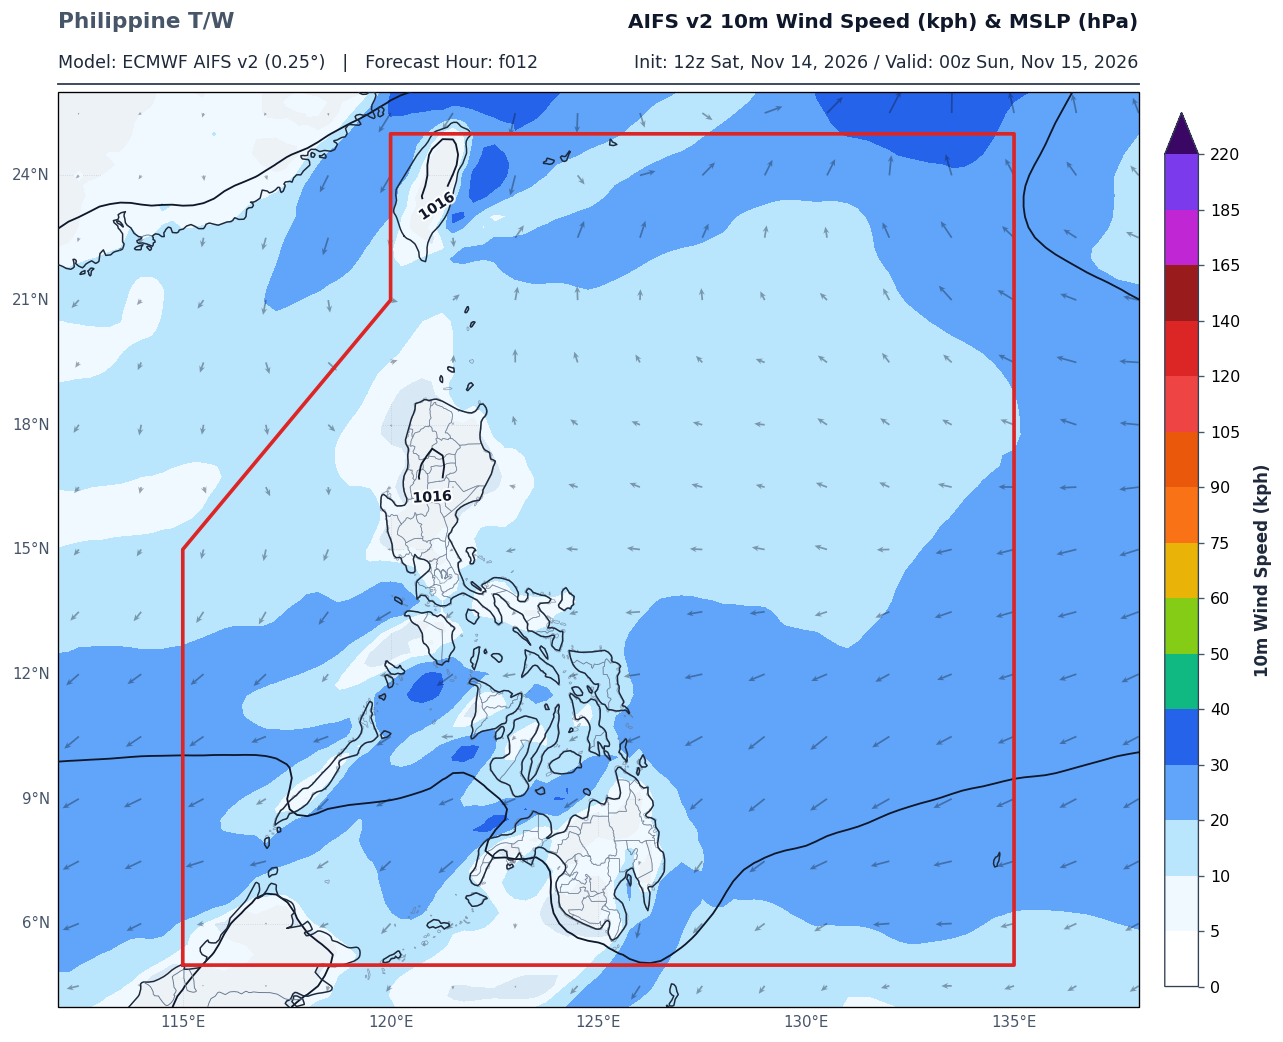 Philippine T/W
AIFS v2 10m Wind Speed (kph) & MSLP (hPa)
Model: ECMWF AIFS v2 (0.25°)   |   Forecast Hour: f012
Init: 12z Sat, Nov 14, 2026 / Valid: 00z Sun, Nov 15, 2026
24°N
21°N
18°N
15°N
12°N
9°N
6°N
1016
1016
115°E
120°E
125°E
130°E
135°E
220
185
165
140
120
105
90
75
60
50
40
30
20
10
5
0
10m Wind Speed (kph)